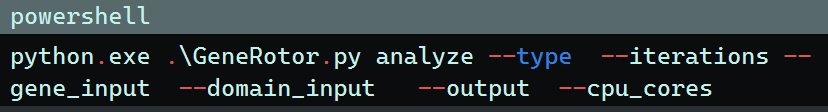 powershell
python.exe .\GeneRotor.py analyze --type  --iterations --
gene_input  --domain_input   --output  --cpu_cores